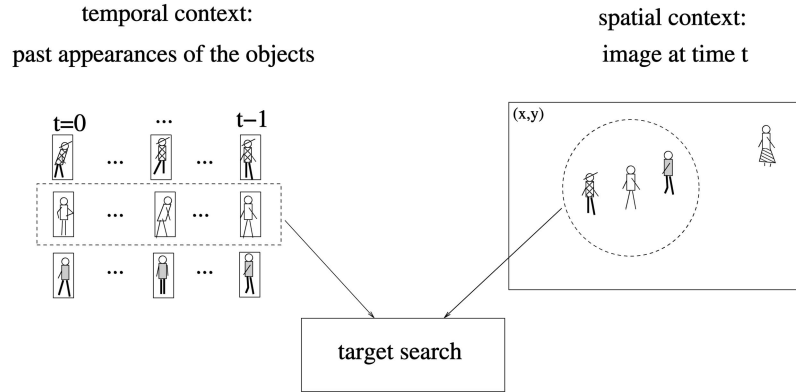 temporal context:
past appearances of the objects
spatial context:
image at time t
t=0
...
t−1
... ...
... ...
... ...
(x,y)
target search